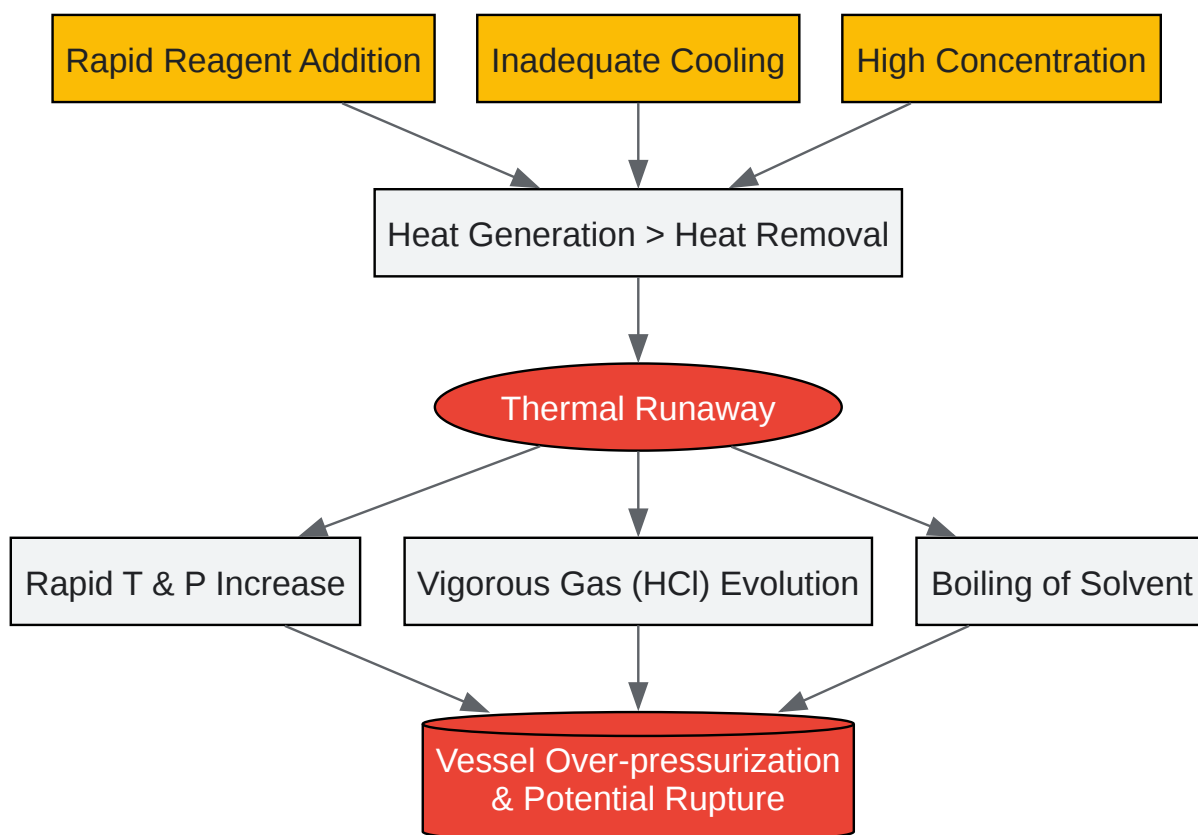 Rapid Reagent Addition
Inadequate Cooling
High Concentration
Heat Generation > Heat Removal
Thermal Runaway
Rapid T & P Increase
Vigorous Gas (HCl) Evolution
Boiling of Solvent
Vessel Over-pressurization
& Potential Rupture